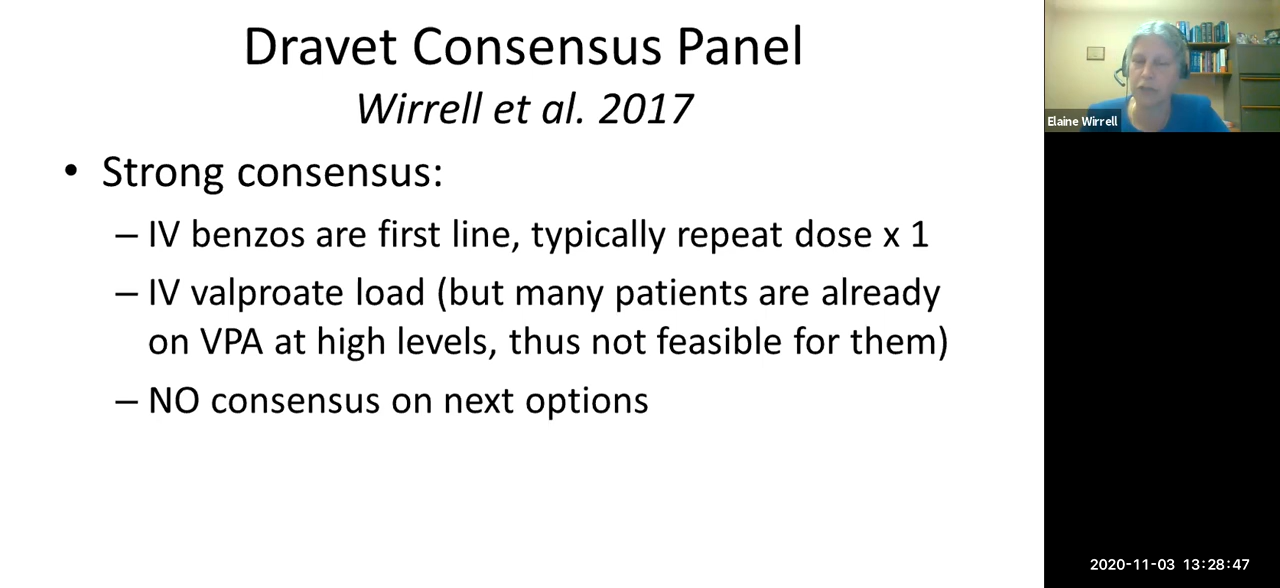 Dravet Consensus Panel
Wirrell et al. 2017
• Strong consensus:
– IV benzos are first line, typically repeat dose x 1
– IV valproate load (but many patients are already
on VPA at high levels, thus not feasible for them)
– NO consensus on next options
Elaine Wirrell
2020-11-03 13:28:47